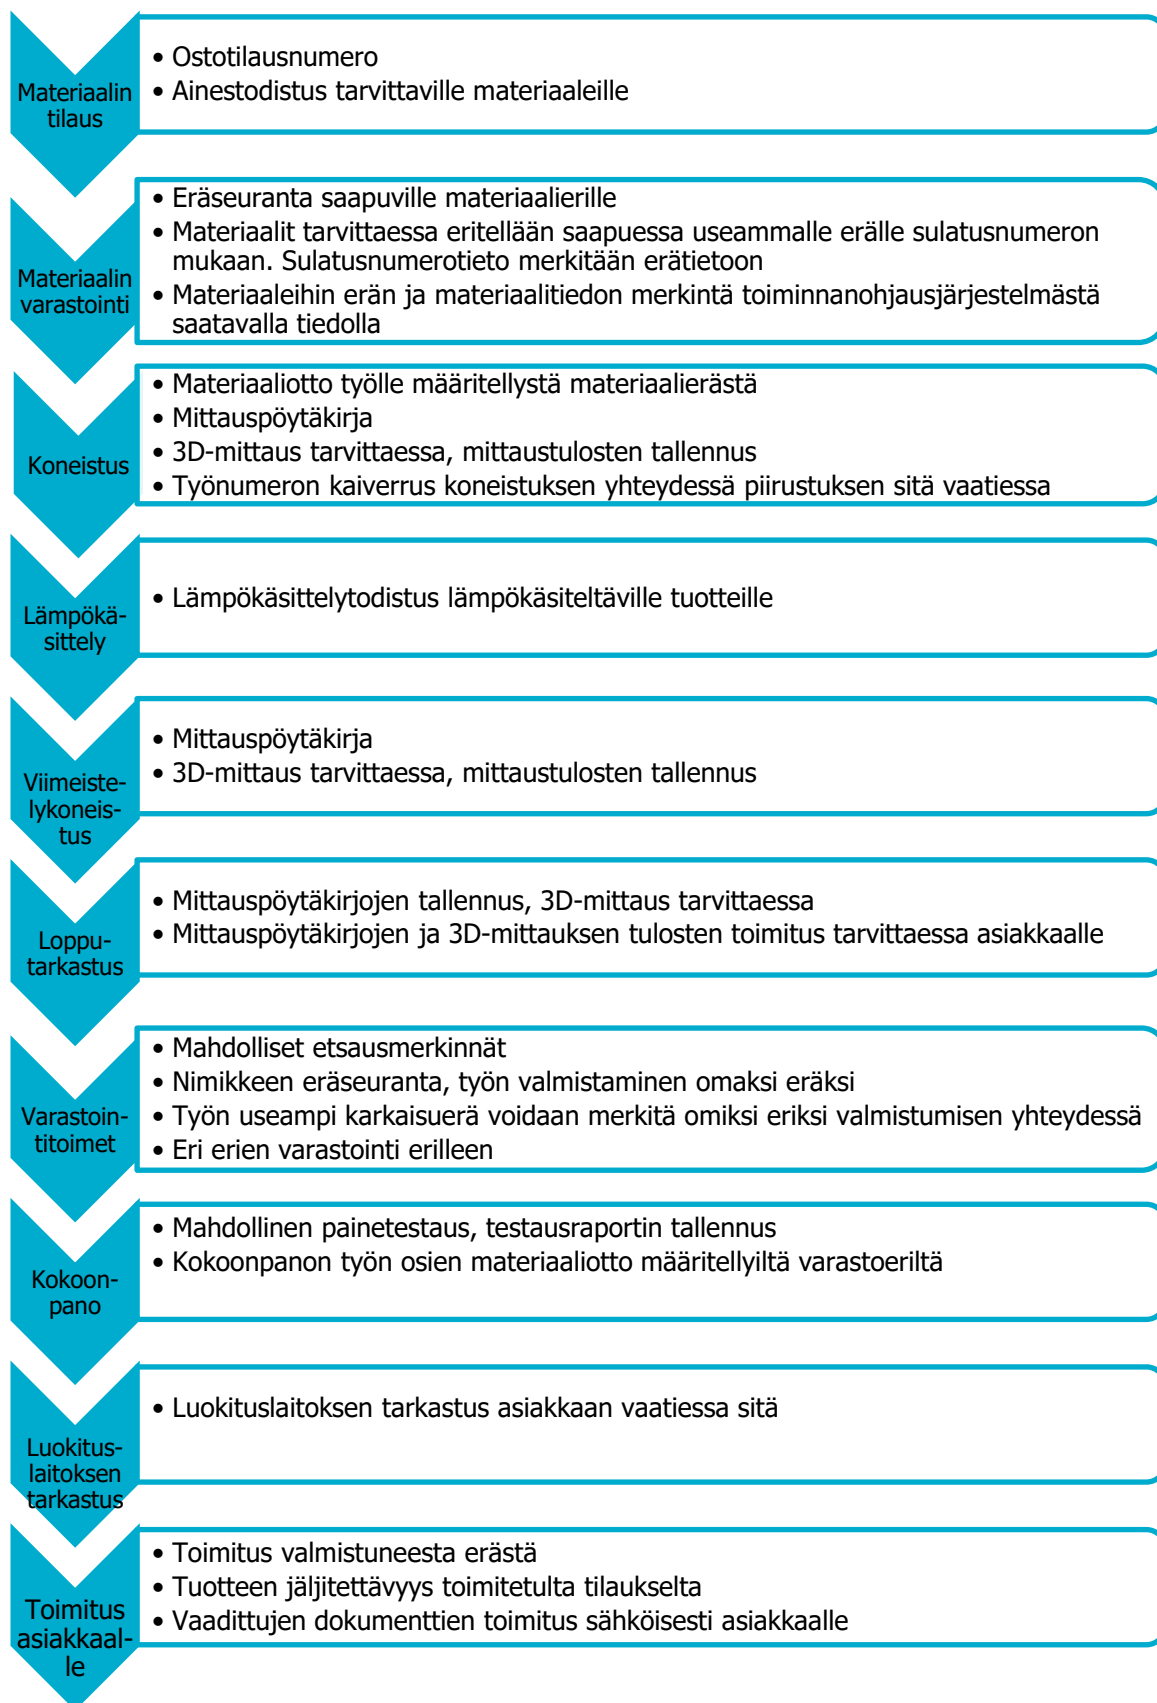 Materiaalin
tilaus
• Ostotilausnumero
• Ainestodistus tarvittaville materiaaleille
Materiaalin
varastointi
• Eräseuranta saapuville materiaalierille
• Materiaalit tarvittaessa eritellään saapuessa useammalle erälle sulatusnumeron
mukaan. Sulatusnumerotieto merkitään erätietoon
• Materiaaleihin erän ja materiaalitiedon merkintä toiminnanohjausjärjestelmästä
saatavalla tiedolla
Koneistus
• Materiaaliotto työlle määritellystä materiaalierästä
• Mittauspöytäkirja
• 3D-mittaus tarvittaessa, mittaustulosten tallennus
• Työnumeron kaiverrus koneistuksen yhteydessä piirustuksen sitä vaatiessa
Lämpökä-
sittely
• Lämpökäsittelytodistus lämpökäsiteltäville tuotteille
Viimeiste-
lykoneis-
tus
• Mittauspöytäkirja
• 3D-mittaus tarvittaessa, mittaustulosten tallennus
Loppu-
tarkastus
• Mittauspöytäkirjojen tallennus, 3D-mittaus tarvittaessa
• Mittauspöytäkirjojen ja 3D-mittauksen tulosten toimitus tarvittaessa asiakkaalle
Varastoin-
titoimet
• Mahdolliset etsausmerkinnät
• Nimikkeen eräseuranta, työn valmistaminen omaksi eräksi
• Työn useampi karkaisuerä voidaan merkitä omiksi eriksi valmistumisen yhteydessä
• Eri erien varastointi erilleen
Kokoon-
pano
• Mahdollinen painetestaus, testausraportin tallennus
• Kokoonpanon työn osien materiaaliotto määritellyiltä varastoeriltä
Luokitus-
laitoksen
tarkastus
• Luokituslaitoksen tarkastus asiakkaan vaatiessa sitä
Toimitus
asiakkaal-
le
• Toimitus valmistuneesta erästä
• Tuotteen jäljitettävyys toimitetulta tilaukselta
• Vaadittujen dokumenttien toimitus sähköisesti asiakkaalle